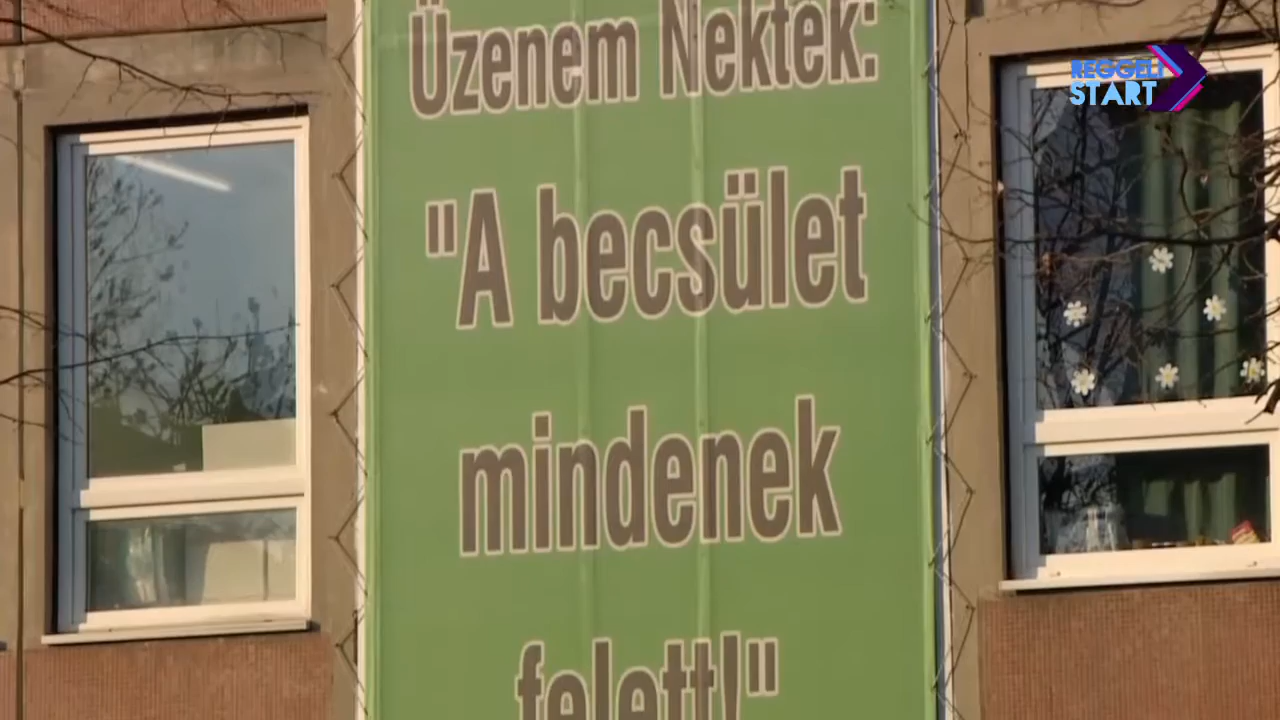 Üzenem Nektek:
"A becsület
mindenek
felett!"
REGGELI
START